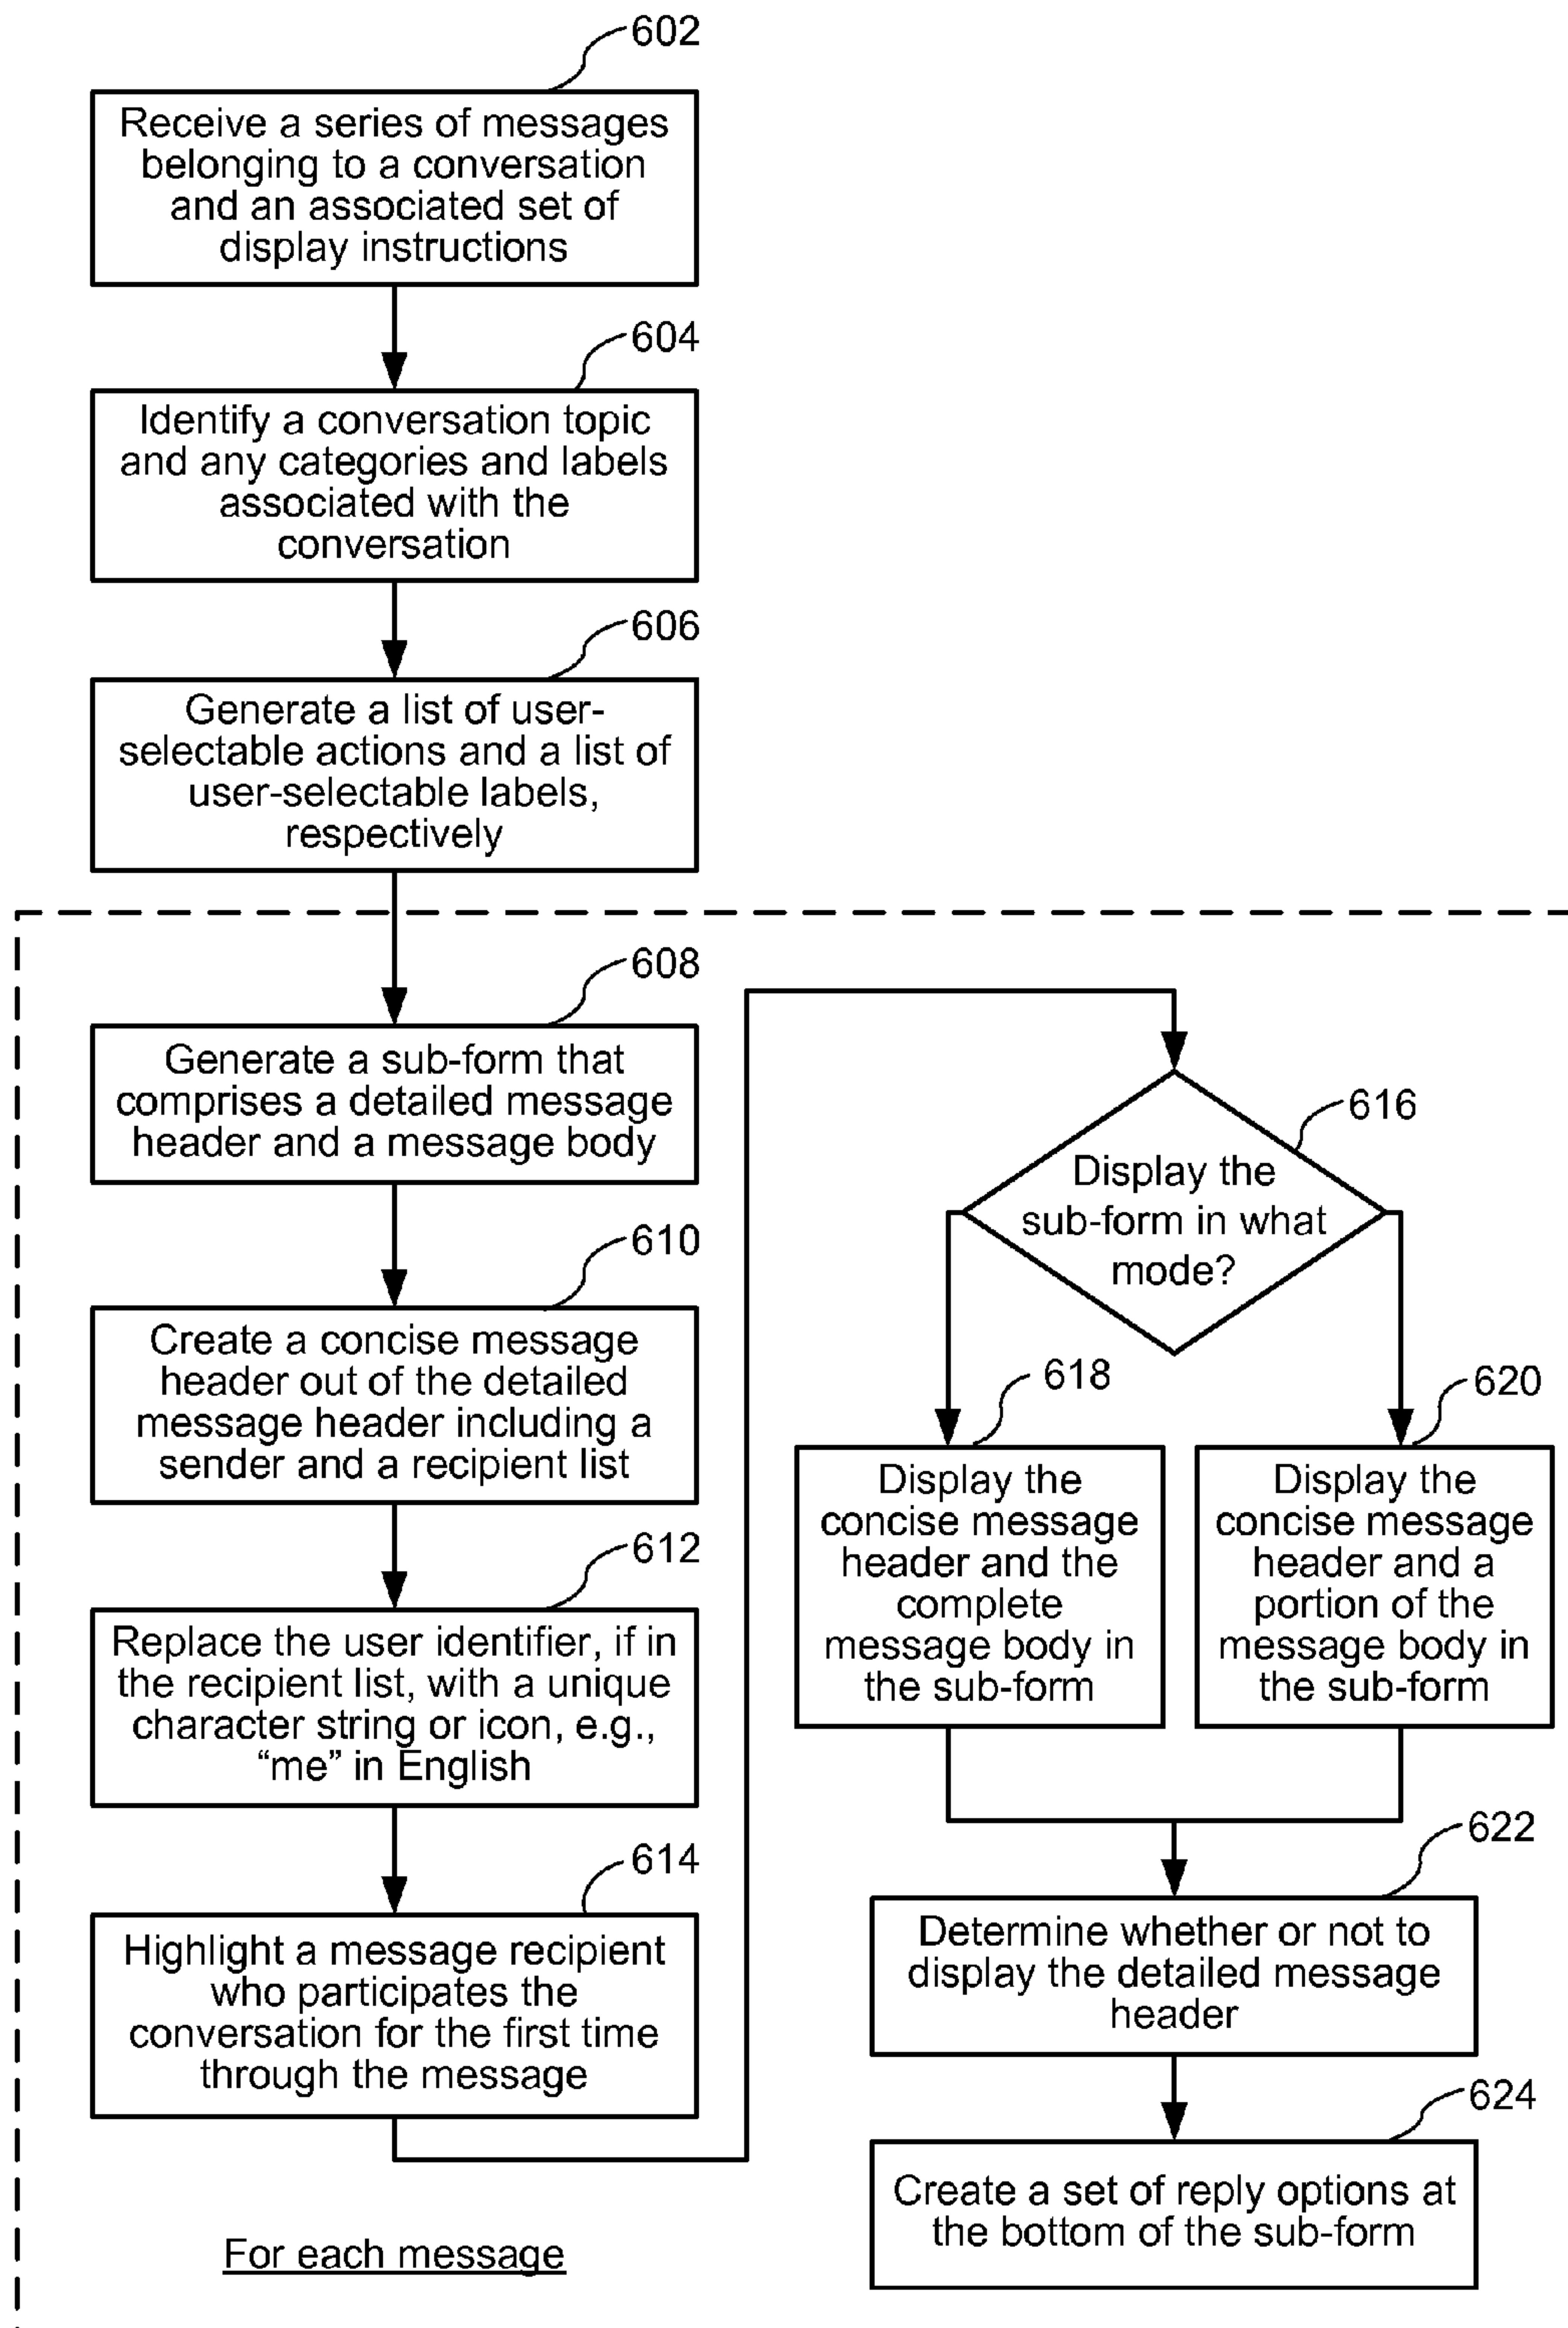 602
Receive a series of messages
belonging to a conversation
and an associated set of
display instructions
604
Identify a conversation topic
and any categories and labels
associated with the
conversation
606
Generate a list of user-
selectable actions and a list of
user-selectable labels,
respectively
608
Generate a sub-form that
comprises a detailed message
header and a message body
610
Create a concise message
header out of the detailed
message header including a
sender and a recipient list
612
Replace the user identifier, if in
the recipient list, with a unique
character string or icon, e.g.,
“me” in English
614
Highlight a message recipient
who participates the
conversation for the first time
through the message
For each message
616
Display the
sub-form in what
mode?
618
Display the
concise message
header and the
complete
message body in
the sub-form
620
Display the
concise message
header and a
portion of the
message body in
the sub-form
622
Determine whether or not to
display the detailed message
header
624
Create a set of reply options at
the bottom of the sub-form